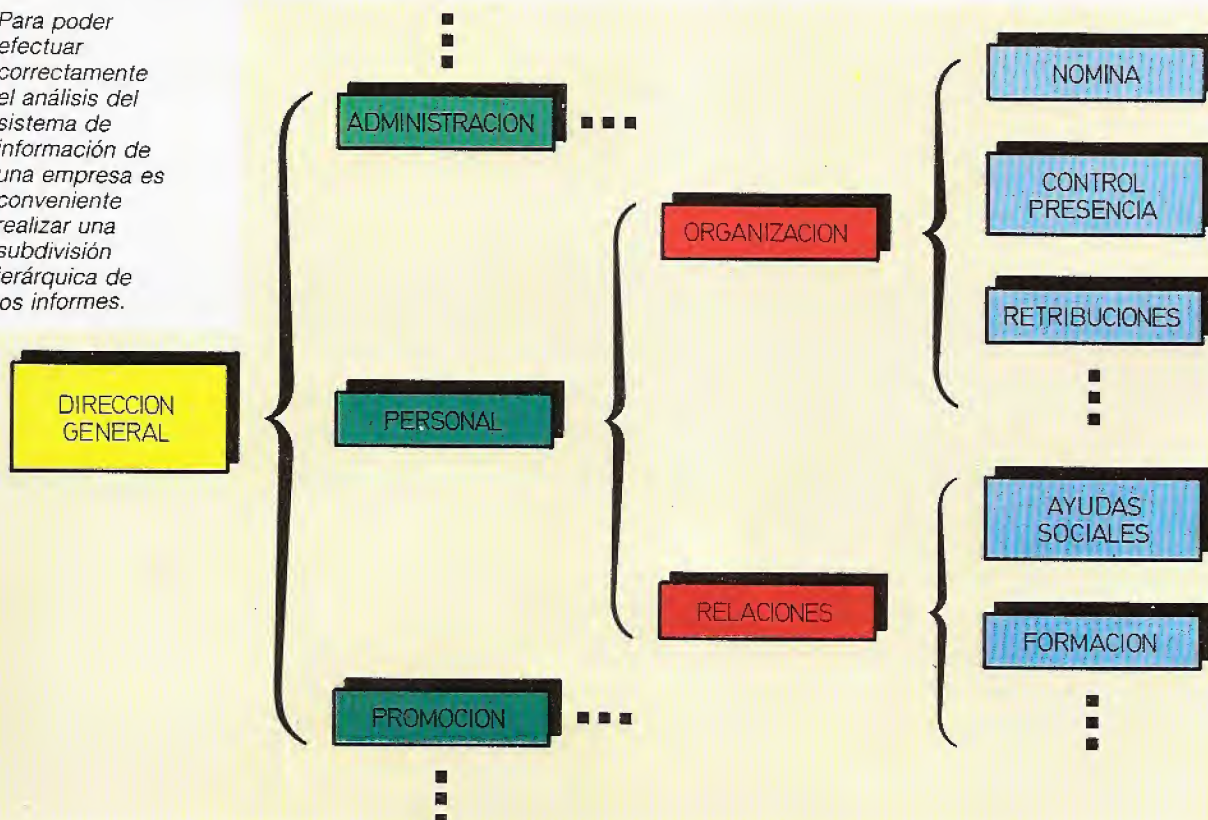 Para poder
efectuar
correctamente
el análisis del
sistema de
información de
una empresa es
conveniente
realizar una
subdivisión
jerárquica de
los informes.
ADMINISTRACION
NOMINA
CONTROL
PRESENCIA
ORGANIZACION
RETRIBUCIONES
DIRECCION
GENERAL
PERSONAL
AYUDAS
SOCIALES
RELACIONES
FORMACION
PROMOCION